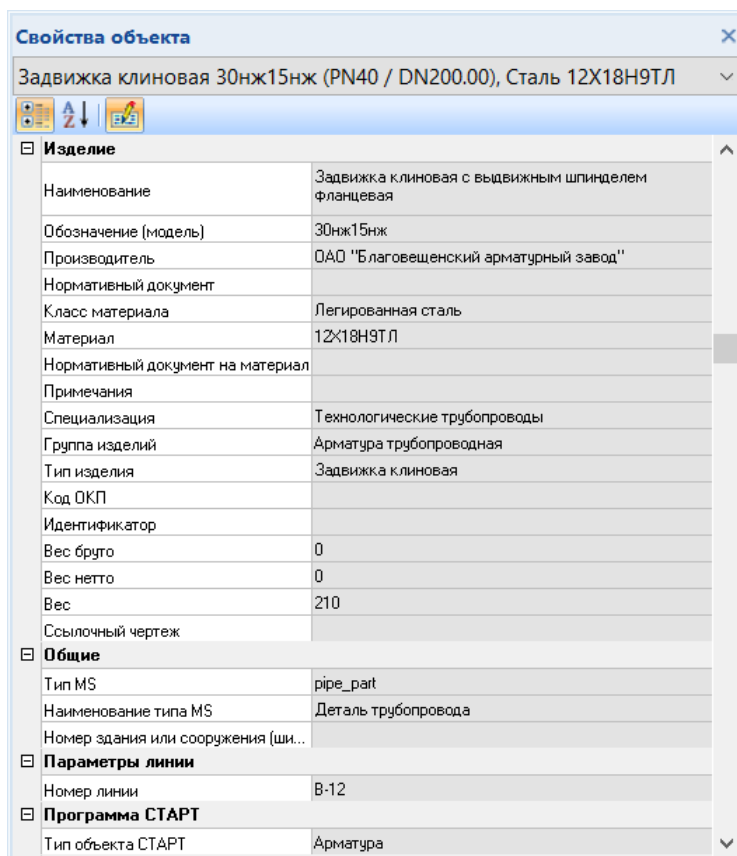 Свойства объекта
Задвижка клиновая 30нж15нж (PN40 / DN200.00), Сталь 12Х18Н9ТЛ
Изделие
Наименование
Задвижка клиновая с выдвижным шпинделем
фланцевая
Обозначение (модель) 30нж15нж
Производитель ОАО "Благовещенский арматурный завод"
Нормативный документ
Класс материала Легированная сталь
Материал 12Х18Н9ТЛ
Нормативный документ на материал
Примечания
Специализация Технологические трубопроводы
Группа изделий Арматура трубопроводная
Тип изделия Задвижка клиновая
Код ОКП
Идентификатор
Вес брутто 0
Вес нетто 0
Вес 210
Ссылочный чертеж
Общие
Тип MS pipe_part
Наименование типа MS Деталь трубопровода
Номер здания или сооружения (ши...
Параметры линии
Номер линии В-12
Программа СТАРТ
Тип объекта СТАРТ Арматура